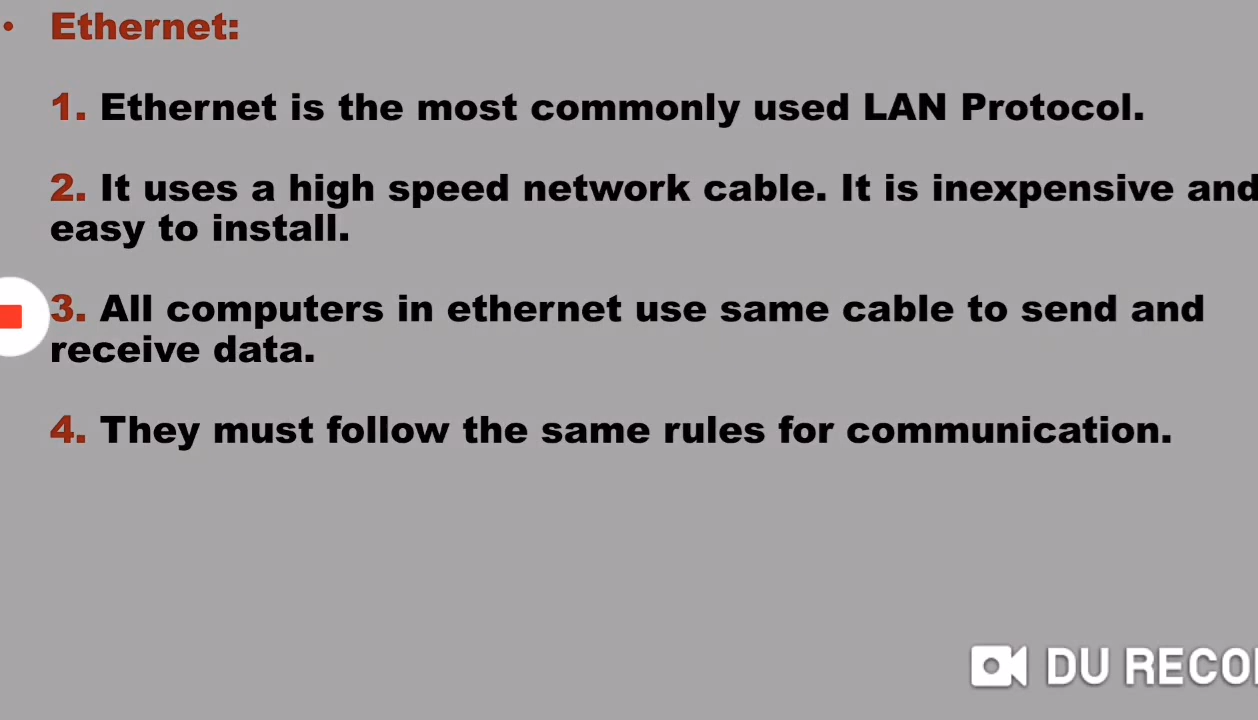 • Ethernet:
1. Ethernet is the most commonly used LAN Protocol.
2. It uses a high speed network cable. It is inexpensive and
easy to install.
3. All computers in ethernet use same cable to send and
receive data.
4. They must follow the same rules for communication.
DU RECO